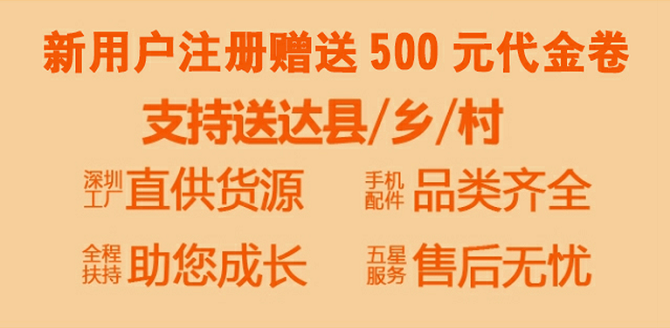 新用户注册赠送 500 元代金卷
支持送达县/乡/村
深圳工厂 直供货源 手机配件 品类齐全
全程扶持 助您成长 五星服务 售后无忧